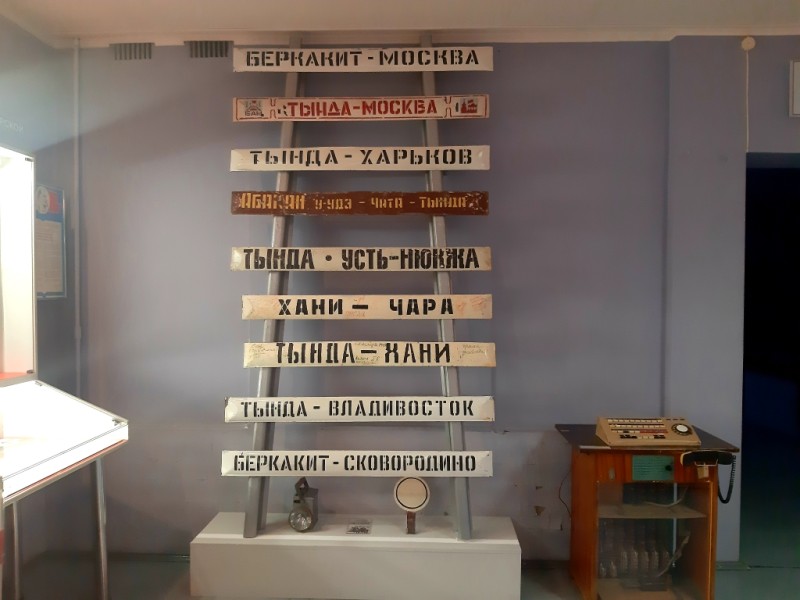 БЕРКАКИТ-МОСКВА
ТЫНДА-МОСКВА
ТЫНДА-ХАРЬКОВ
АБАКАН У-УДЭ - ЧИТА - ТЫНДА
ТЫНДА • УСТЬ-НЮКЖА
ХАНИ - ЧАРА
ТЫНДА-ХАНИ
ТЫНДА-ВЛАДИВОСТОК
БЕРКАКИТ-СКОВОРОДИНО